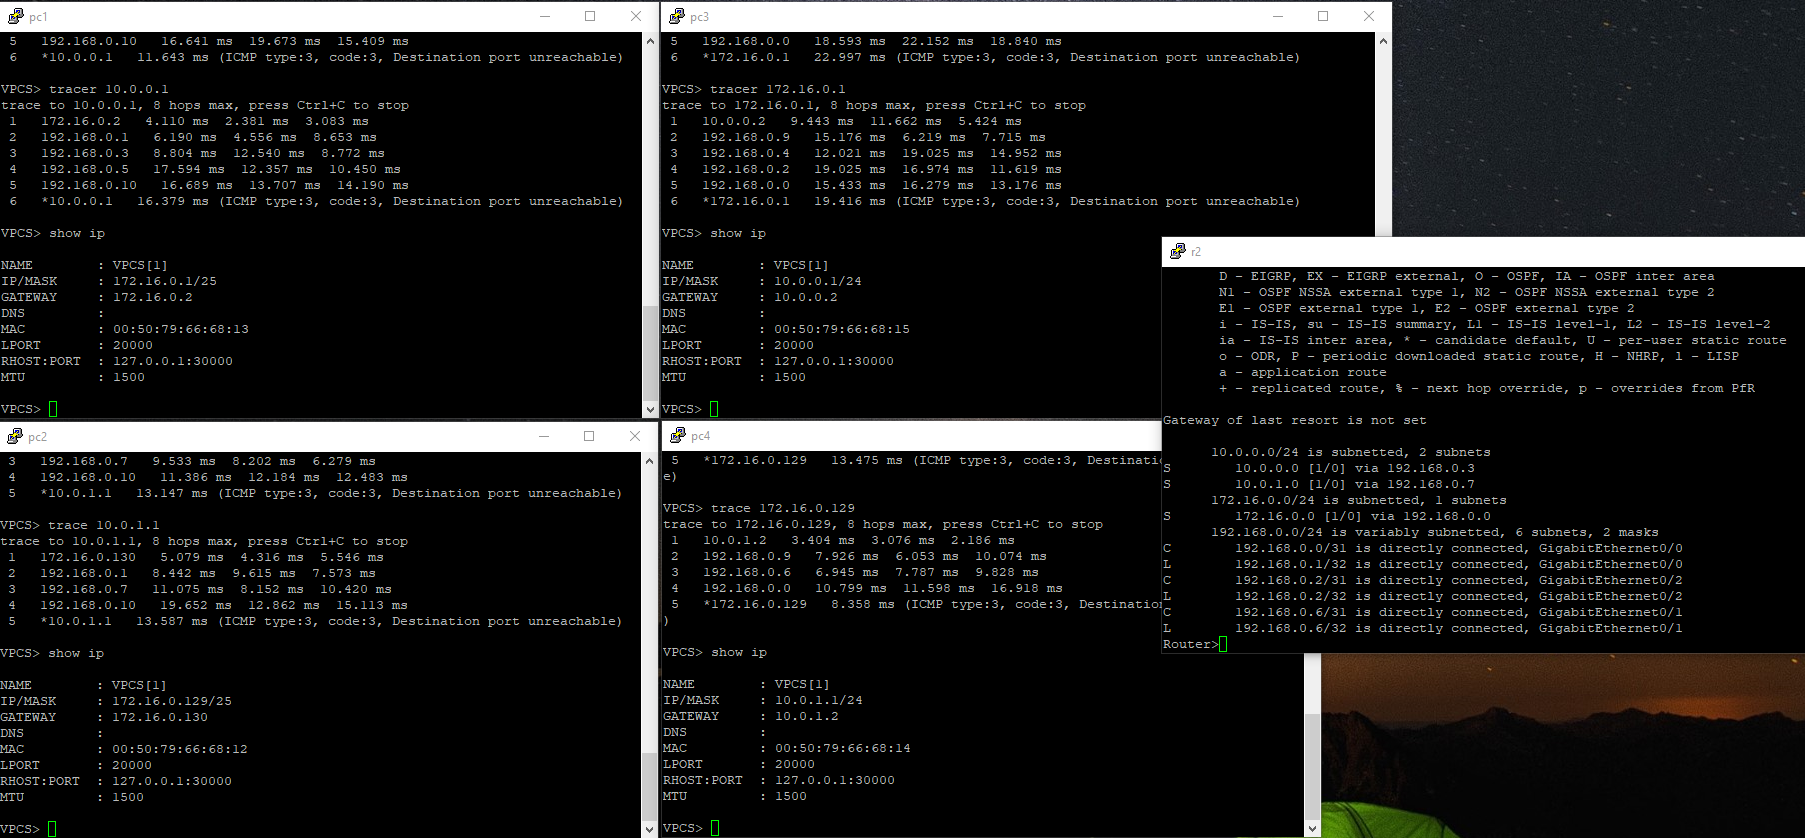 pc1
5   192.168.0.10   16.641 ms  19.673 ms  15.409 ms
6   *10.0.0.1   11.643 ms (ICMP type:3, code:3, Destination port unreachable)
VPCS> tracer 10.0.0.1
trace to 10.0.0.1, 8 hops max, press Ctrl+C to stop
1   172.16.0.2   4.110 ms  2.381 ms  3.083 ms
2   192.168.0.1   6.190 ms  4.556 ms  8.653 ms
3   192.168.0.3   8.804 ms  12.540 ms  8.772 ms
4   192.168.0.5   17.594 ms  12.357 ms  10.450 ms
5   192.168.0.10   16.689 ms  13.707 ms  14.190 ms
6   *10.0.0.1   16.379 ms (ICMP type:3, code:3, Destination port unreachable)
VPCS> show ip
NAME        : VPCS[1]
IP/MASK     : 172.16.0.1/25
GATEWAY     : 172.16.0.2
DNS         :
MAC         : 00:50:79:66:68:13
LPORT       : 20000
RHOST:PORT  : 127.0.0.1:30000
MTU         : 1500
VPCS>
pc3
5   192.168.0.0   18.593 ms  22.152 ms  18.840 ms
6   *172.16.0.1   22.997 ms (ICMP type:3, code:3, Destination port unreachable)
VPCS> tracer 172.16.0.1
trace to 172.16.0.1, 8 hops max, press Ctrl+C to stop
1   10.0.0.2   9.443 ms  11.662 ms  5.424 ms
2   192.168.0.9   15.176 ms  6.219 ms  7.715 ms
3   192.168.0.4   12.021 ms  19.025 ms  14.952 ms
4   192.168.0.2   19.025 ms  16.974 ms  11.619 ms
5   192.168.0.0   15.433 ms  16.279 ms  13.176 ms
6   *172.16.0.1   19.416 ms (ICMP type:3, code:3, Destination port unreachable)
VPCS> show ip
NAME        : VPCS[1]
IP/MASK     : 10.0.0.1/24
GATEWAY     : 10.0.0.2
DNS         :
MAC         : 00:50:79:66:68:15
LPORT       : 20000
RHOST:PORT  : 127.0.0.1:30000
MTU         : 1500
VPCS>
r2
D - EIGRP, EX - EIGRP external, O - OSPF, IA - OSPF inter area
N1 - OSPF NSSA external type 1, N2 - OSPF NSSA external type 2
E1 - OSPF external type 1, E2 - OSPF external type 2
i - IS-IS, su - IS-IS summary, L1 - IS-IS level-1, L2 - IS-IS level-2
ia - IS-IS inter area, * - candidate default, U - per-user static route
o - ODR, P - periodic downloaded static route, H - NHRP, l - LISP
a - application route
+ - replicated route, % - next hop override, p - overrides from PfR
Gateway of last resort is not set
10.0.0.0/24 is subnetted, 2 subnets
S        10.0.0.0 [1/0] via 192.168.0.3
S        10.0.1.0 [1/0] via 192.168.0.7
172.16.0.0/24 is subnetted, 1 subnets
S        172.16.0.0 [1/0] via 192.168.0.0
192.168.0.0/24 is variably subnetted, 6 subnets, 2 masks
C        192.168.0.0/31 is directly connected, GigabitEthernet0/0
L        192.168.0.1/32 is directly connected, GigabitEthernet0/0
C        192.168.0.2/31 is directly connected, GigabitEthernet0/2
L        192.168.0.2/32 is directly connected, GigabitEthernet0/2
C        192.168.0.6/31 is directly connected, GigabitEthernet0/1
L        192.168.0.6/32 is directly connected, GigabitEthernet0/1
Router>
pc2
3   192.168.0.7   9.533 ms  8.202 ms  6.279 ms
4   192.168.0.10   11.386 ms  12.184 ms  12.483 ms
5   *10.0.1.1   13.147 ms (ICMP type:3, code:3, Destination port unreachable)
VPCS> trace 10.0.1.1
trace to 10.0.1.1, 8 hops max, press Ctrl+C to stop
1   172.16.0.130   5.079 ms  4.316 ms  5.546 ms
2   192.168.0.1   8.442 ms  9.615 ms  7.573 ms
3   192.168.0.7   11.075 ms  8.152 ms  10.420 ms
4   192.168.0.10   19.652 ms  12.862 ms  15.113 ms
5   *10.0.1.1   13.587 ms (ICMP type:3, code:3, Destination port unreachable)
VPCS> show ip
NAME        : VPCS[1]
IP/MASK     : 172.16.0.129/25
GATEWAY     : 172.16.0.130
DNS         :
MAC         : 00:50:79:66:68:12
LPORT       : 20000
RHOST:PORT  : 127.0.0.1:30000
MTU         : 1500
VPCS>
pc4
5   *172.16.0.129   13.475 ms (ICMP type:3, code:3, Destinatio
e)
VPCS> trace 172.16.0.129
trace to 172.16.0.129, 8 hops max, press Ctrl+C to stop
1   10.0.1.2   3.404 ms  3.076 ms  2.186 ms
2   192.168.0.9   7.926 ms  6.053 ms  10.074 ms
3   192.168.0.6   6.945 ms  7.787 ms  9.828 ms
4   192.168.0.0   10.799 ms  11.598 ms  16.918 ms
5   *172.16.0.129   8.358 ms (ICMP type:3, code:3, Destination
)
VPCS> show ip
NAME        : VPCS[1]
IP/MASK     : 10.0.1.1/24
GATEWAY     : 10.0.1.2
DNS         :
MAC         : 00:50:79:66:68:14
LPORT       : 20000
RHOST:PORT  : 127.0.0.1:30000
MTU         : 1500
VPCS>